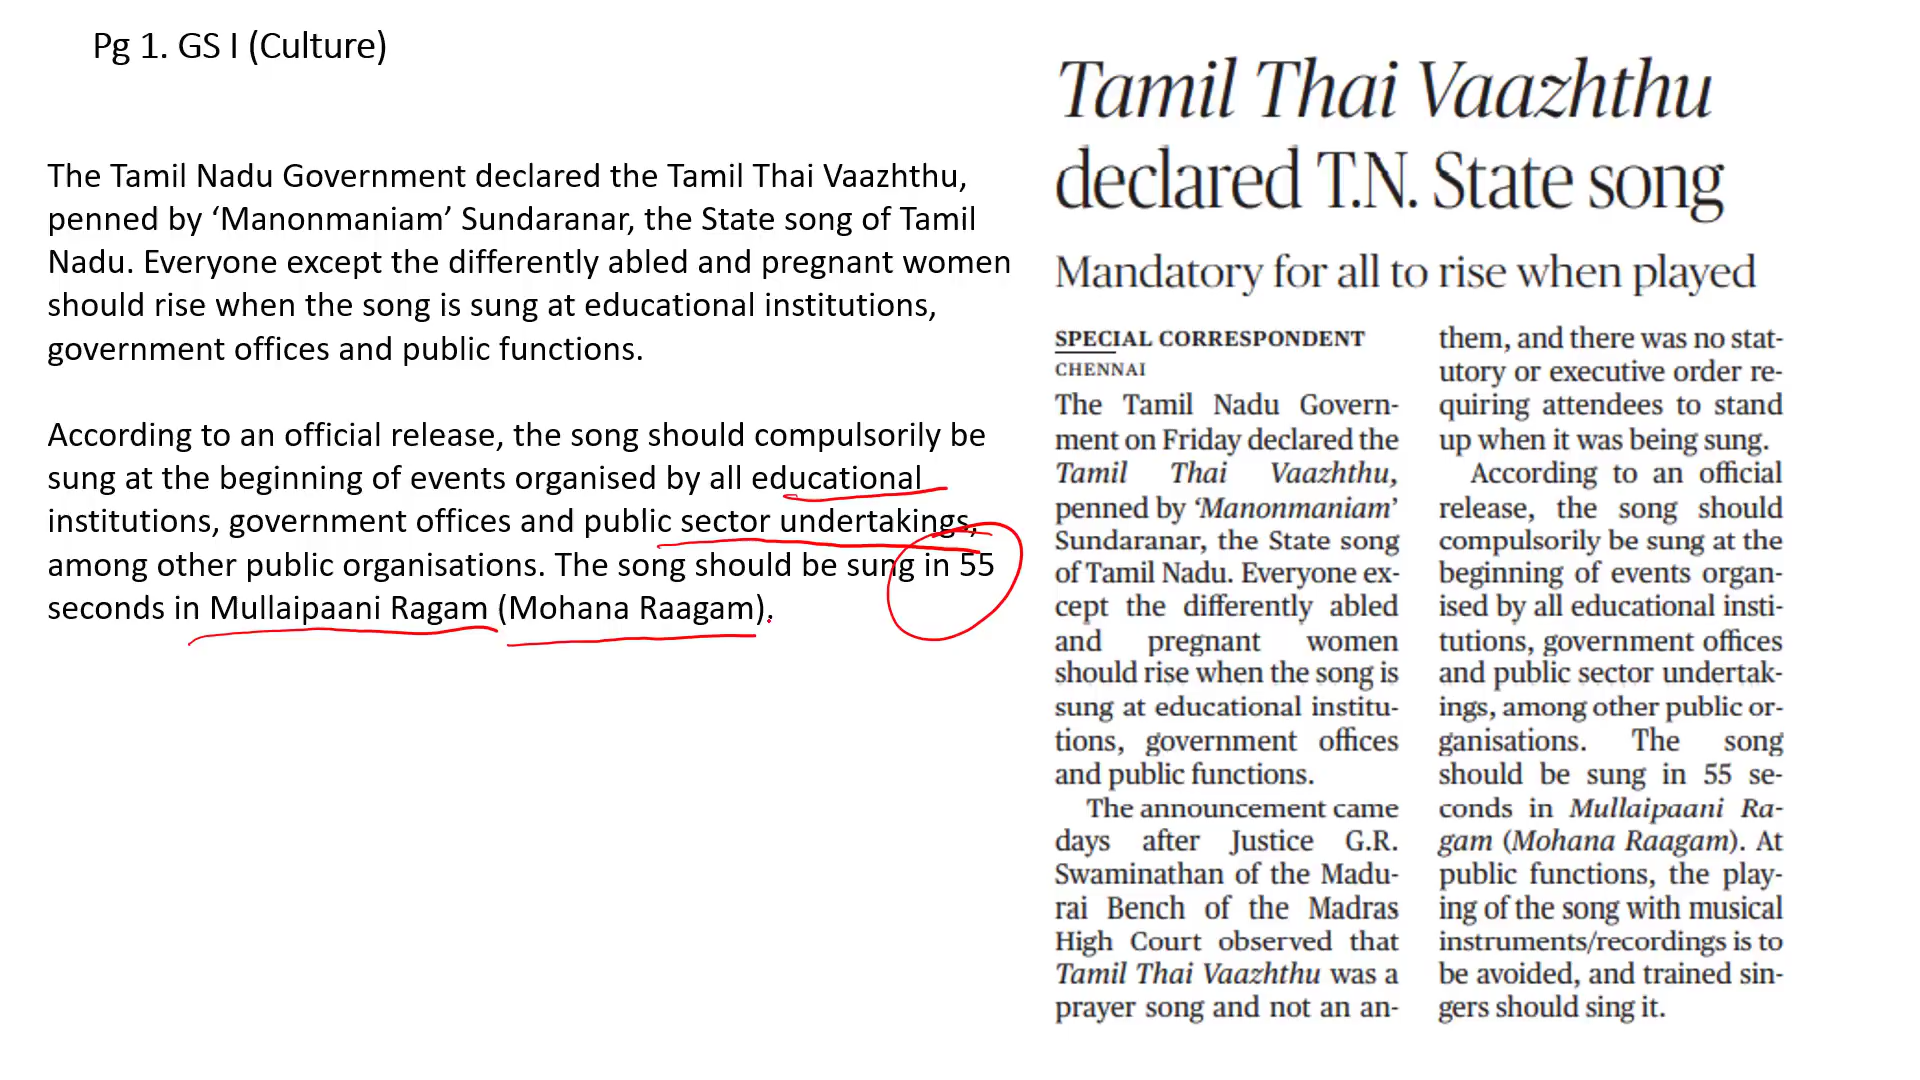 Pg 1. GS I (Culture)
The Tamil Nadu Government declared the Tamil Thai Vaazhthu,
penned by ‘Manonmaniam’ Sundaranar, the State song of Tamil
Nadu. Everyone except the differently abled and pregnant women
should rise when the song is sung at educational institutions,
government offices and public functions.
According to an official release, the song should compulsorily be
sung at the beginning of events organised by all educational
institutions, government offices and public sector undertakings,
among other public organisations. The song should be sung in 55
seconds in Mullaipaani Ragam (Mohana Raagam).
Tamil Thai Vaazhthu
declared T.N. State song
Mandatory for all to rise when played
SPECIAL CORRESPONDENT
CHENNAI
The Tamil Nadu Govern-
ment on Friday declared the
Tamil Thai Vaazhthu,
penned by ‘Manonmaniam’
Sundaranar, the State song
of Tamil Nadu. Everyone ex-
cept the differently abled
and pregnant women
should rise when the song is
sung at educational institu-
tions, government offices
and public functions.
The announcement came
days after Justice G.R.
Swaminathan of the Madu-
rai Bench of the Madras
High Court observed that
Tamil Thai Vaazhthu was a
prayer song and not an an-
them, and there was no stat-
utory or executive order re-
quiring attendees to stand
up when it was being sung.
According to an official
release, the song should
compulsorily be sung at the
beginning of events organ-
ised by all educational insti-
tutions, government offices
and public sector undertak-
ings, among other public or-
ganisations. The song
should be sung in 55 se-
conds in Mullaipaani Ra-
gam (Mohana Raagam). At
public functions, the play-
ing of the song with musical
instruments/recordings is to
be avoided, and trained sin-
gers should sing it.